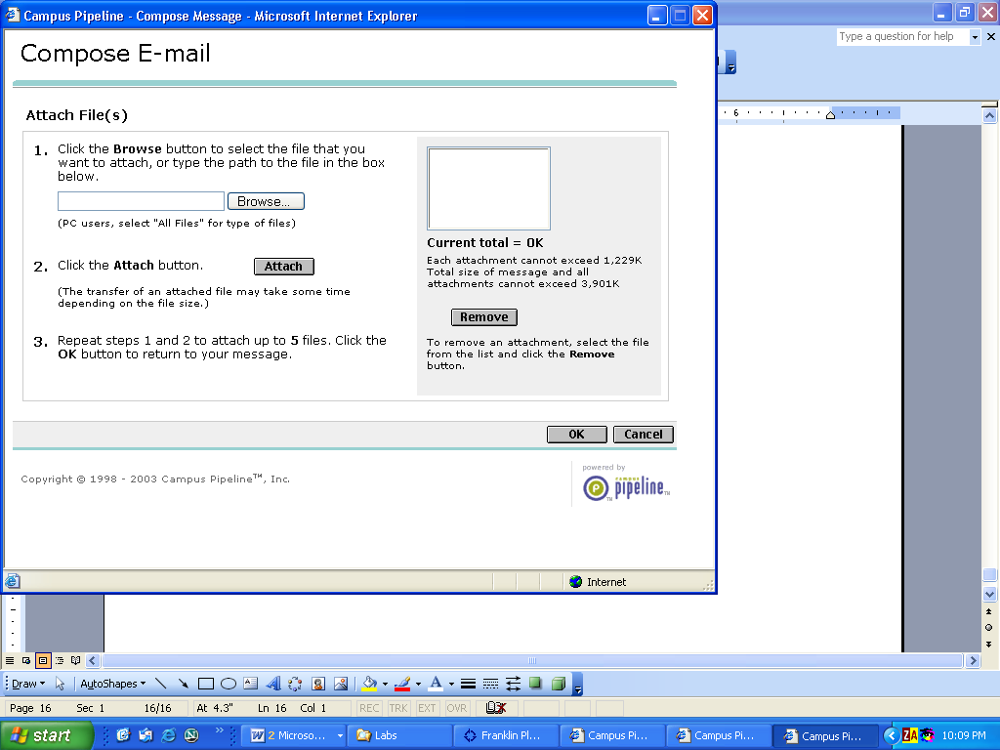 Campus Pipeline - Compose Message - Microsoft Internet Explorer
Type a question for help
Compose E-mail
6
Attach File(s)
1. Click the Browse button to select the file that you
want to attach, or type the path to the file in the box
below.
Browse...
(PC users, select "All Files" for type of files)
2. Click the Attach button.
Attach
(The transfer of an attached file may take some time
depending on the file size.)
3. Repeat steps 1 and 2 to attach up to 5 files. Click the
OK button to return to your message.
Current total = OK
Each attachment cannot exceed 1,229K
Total size of message and all
attachments cannot exceed 3,901K
Remove
To remove an attachment, select the file
from the list and click the Remove
button.
OK
Cancel
Copyright © 1998 - 2003 Campus Pipeline™, Inc.
powered by
campus
pipeline™
Internet
Draw
AutoShapes
Page 16 Sec 1 16/16 At 4.3" Ln 16 Col 1 REC TRK EXT OVR
start
2 Microso...
Labs
Franklin Pl...
Campus Pi...
Campus Pi...
Campus Pi...
ZA
10:09 PM